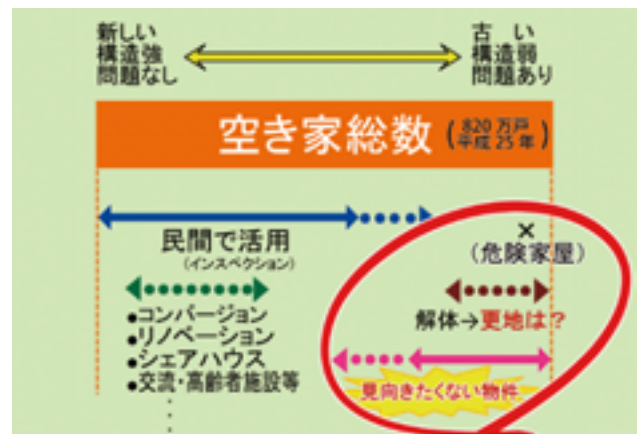 新しい
構造強
問題なし
古い
構造弱
問題あり
空き家総数(820万戸 平成25年)
民間で活用
(インスペクション)
●コンバージョン
●リノベーション
●シェアハウス
●交流・高齢者施設等
×
(危険家屋)
解体→更地は?
見向きたくない物件